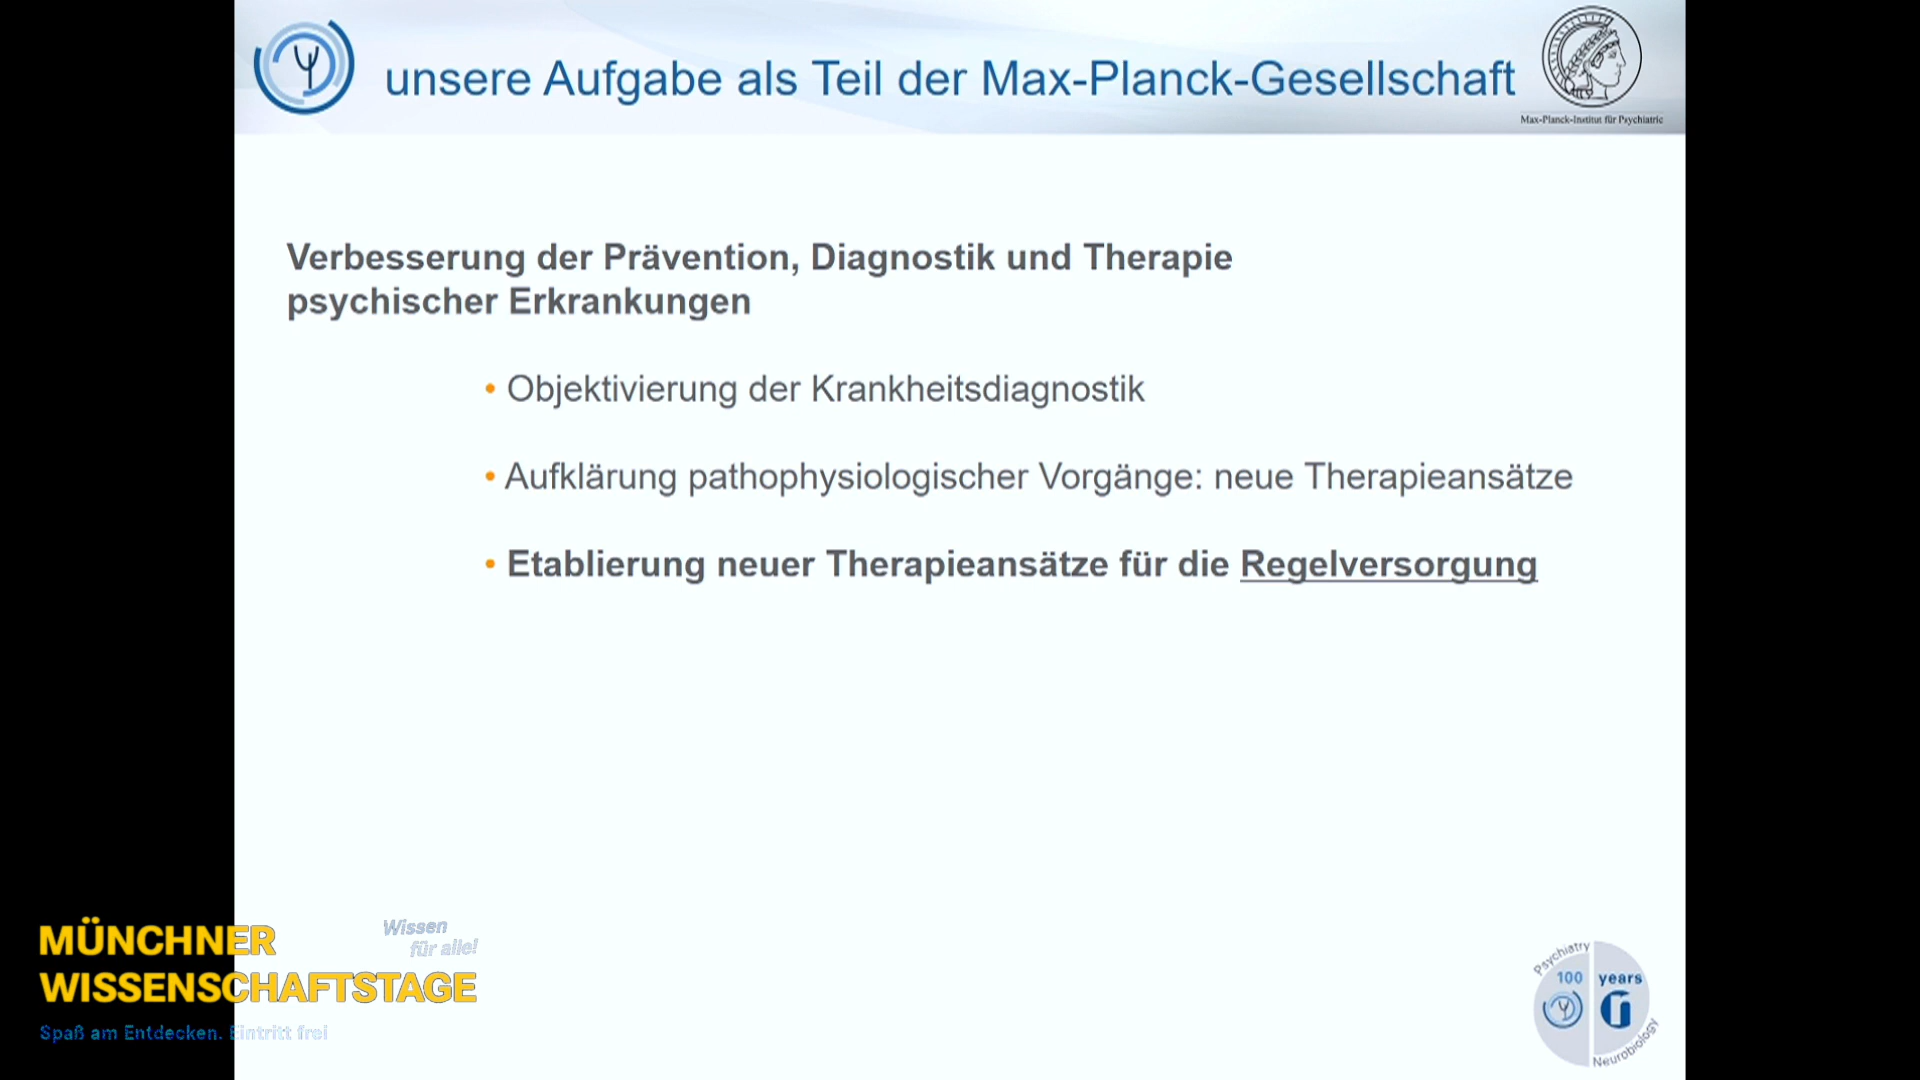 unsere Aufgabe als Teil der Max-Planck-Gesellschaft
Max-Planck-Institut für Psychiatrie
Verbesserung der Prävention, Diagnostik und Therapie
psychischer Erkrankungen
• Objektivierung der Krankheitsdiagnostik
• Aufklärung pathophysiologischer Vorgänge: neue Therapieansätze
• Etablierung neuer Therapieansätze für die Regelversorgung
MÜNCHNER
WISSENSCHAFTSTAGE
Wissen
für alle!
Spaß am Entdecken. Eintritt frei
Psychiatry
100 years
Neurobiology